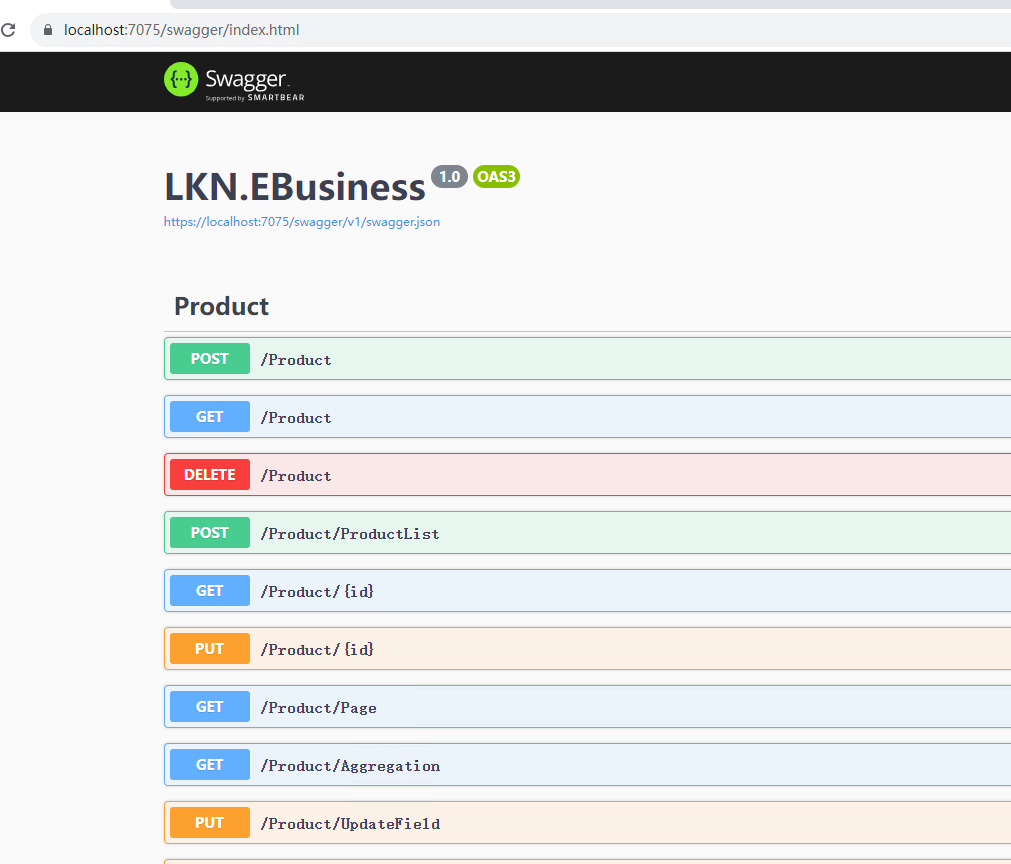 localhost:7075/swagger/index.html
{···} Swagger
Supported by SMARTBEAR
LKN.EBusiness 1.0 OAS3
https://localhost:7075/swagger/v1/swagger.json
Product
POST /Product
GET /Product
DELETE /Product
POST /Product/ProductList
GET /Product/{id}
PUT /Product/{id}
GET /Product/Page
GET /Product/Aggregation
PUT /Product/UpdateField